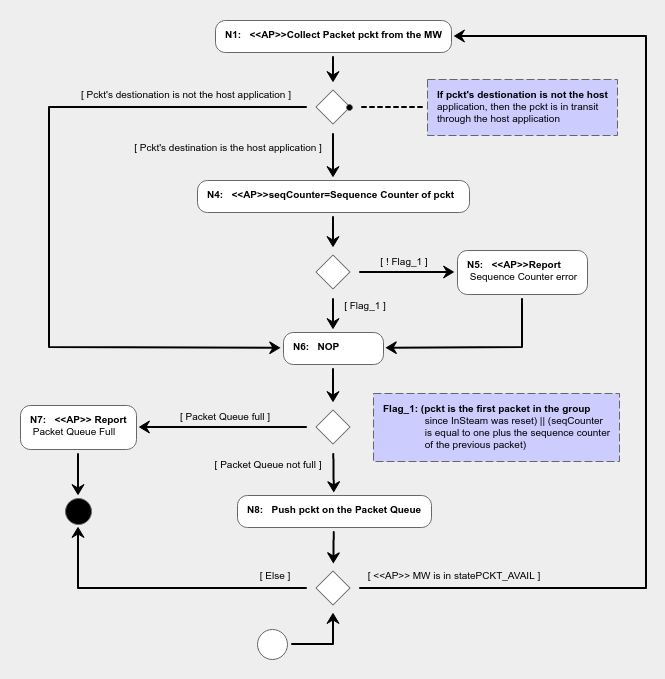 N1: <<AP>>Collect Packet pckt from the MW
[ Pckt's destionation is not the host application ]
If pckt's destionation is not the host
application, then the pckt is in transit
through the host application
[ Pckt's destination is the host application ]
N4: <<AP>>seqCounter=Sequence Counter of pckt
[ ! Flag_1 ]
N5: <<AP>>Report
Sequence Counter error
[ Flag_1 ]
N6: NOP
Flag_1: (pckt is the first packet in the group
since InSteam was reset) || (seqCounter
is equal to one plus the sequence counter
of the previous packet)
[ Packet Queue full ]
N7: <<AP>> Report
Packet Queue Full
[ Packet Queue not full ]
N8: Push pckt on the Packet Queue
[ Else ]
[ <<AP>> MW is in statePCKT_AVAIL ]